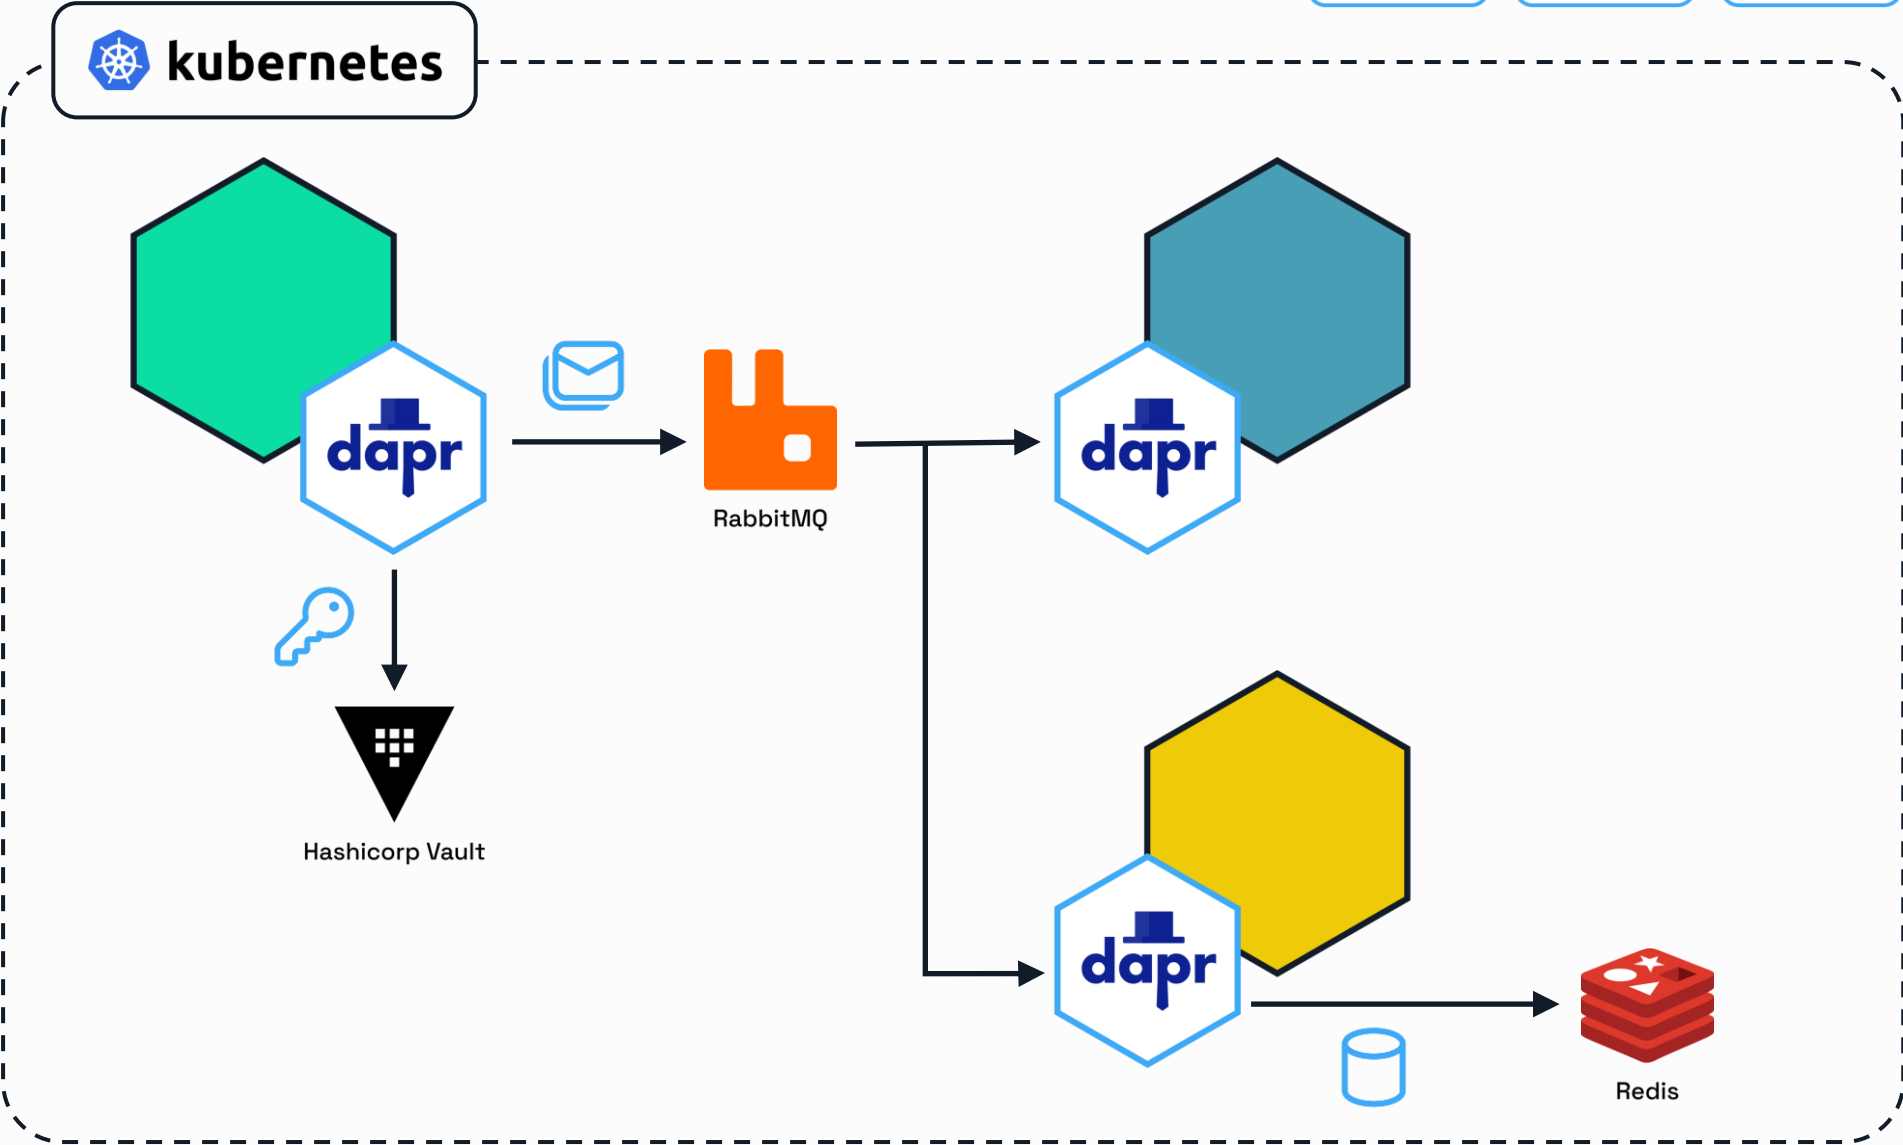 kubernetes
dapr
RabbitMQ
dapr
Hashicorp Vault
dapr
Redis